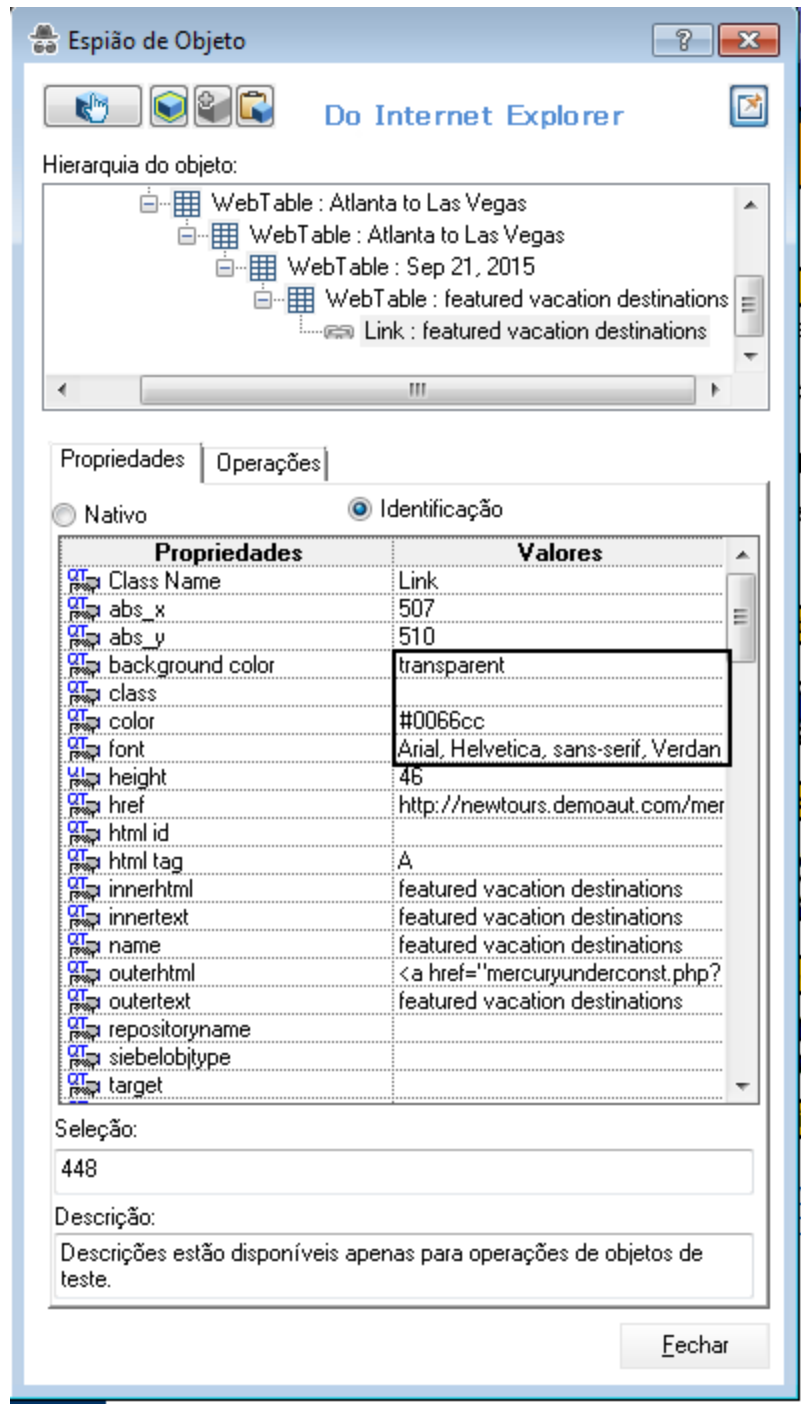 Espião de Objeto
Do Internet Explorer
Hierarquia do objeto:
WebTable : Atlanta to Las Vegas
WebTable : Atlanta to Las Vegas
WebTable : Sep 21, 2015
WebTable : featured vacation destinations
Link : featured vacation destinations
Propriedades Operações
Nativo Identificação
Propriedades Valores
Class Name Link
abs_x 507
abs_y 510
background color transparent
class
color #0066cc
font Arial, Helvetica, sans-serif, Verdan
height 46
href http://newtours.demoaut.com/mer
html id
html tag A
innerhtml featured vacation destinations
innertext featured vacation destinations
name featured vacation destinations
outerhtml <a href="mercuryunderconst.php?
outertext featured vacation destinations
repositoryname
siebelobjtype
target
Seleção:
448
Descrição:
Descrições estão disponíveis apenas para operações de objetos de
teste.
Fechar